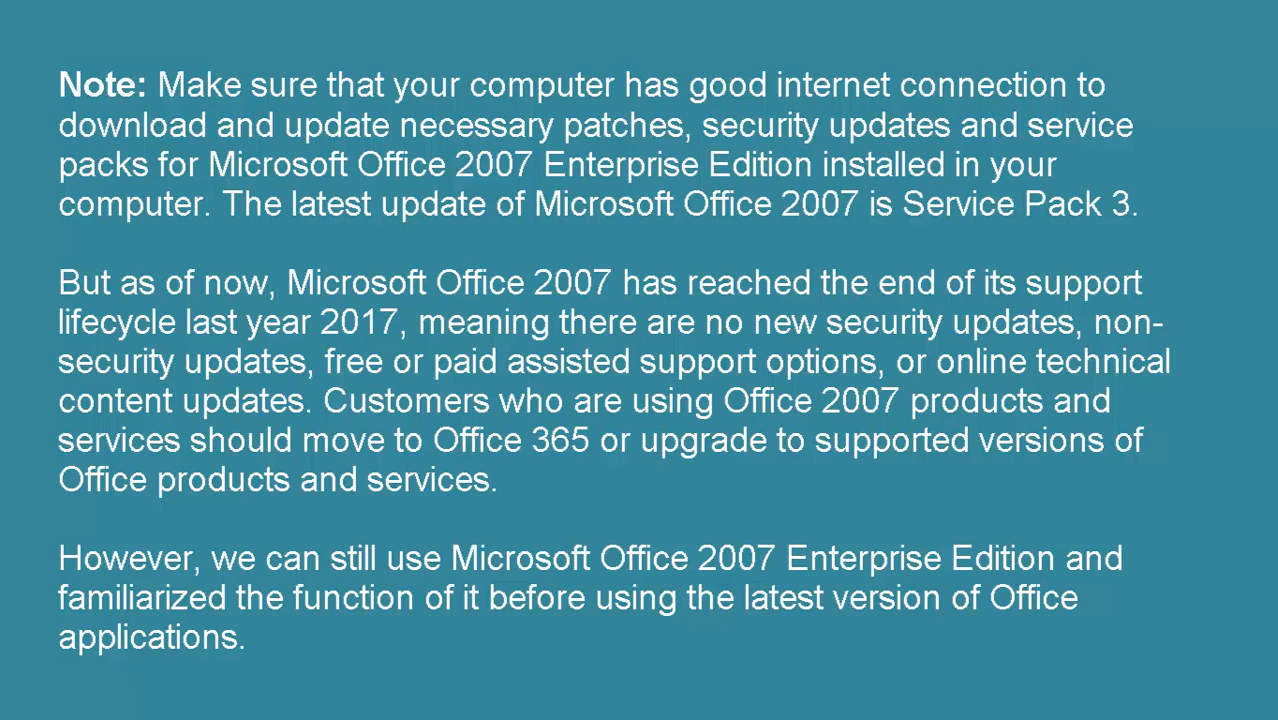 Note: Make sure that your computer has good internet connection to
download and update necessary patches, security updates and service
packs for Microsoft Office 2007 Enterprise Edition installed in your
computer. The latest update of Microsoft Office 2007 is Service Pack 3.
But as of now, Microsoft Office 2007 has reached the end of its support
lifecycle last year 2017, meaning there are no new security updates, non-
security updates, free or paid assisted support options, or online technical
content updates. Customers who are using Office 2007 products and
services should move to Office 365 or upgrade to supported versions of
Office products and services.
However, we can still use Microsoft Office 2007 Enterprise Edition and
familiarized the function of it before using the latest version of Office
applications.